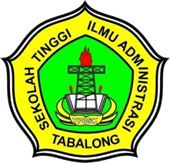 SEKOLAH TINGGI ILMU ADMINISTRASI
TABALONG